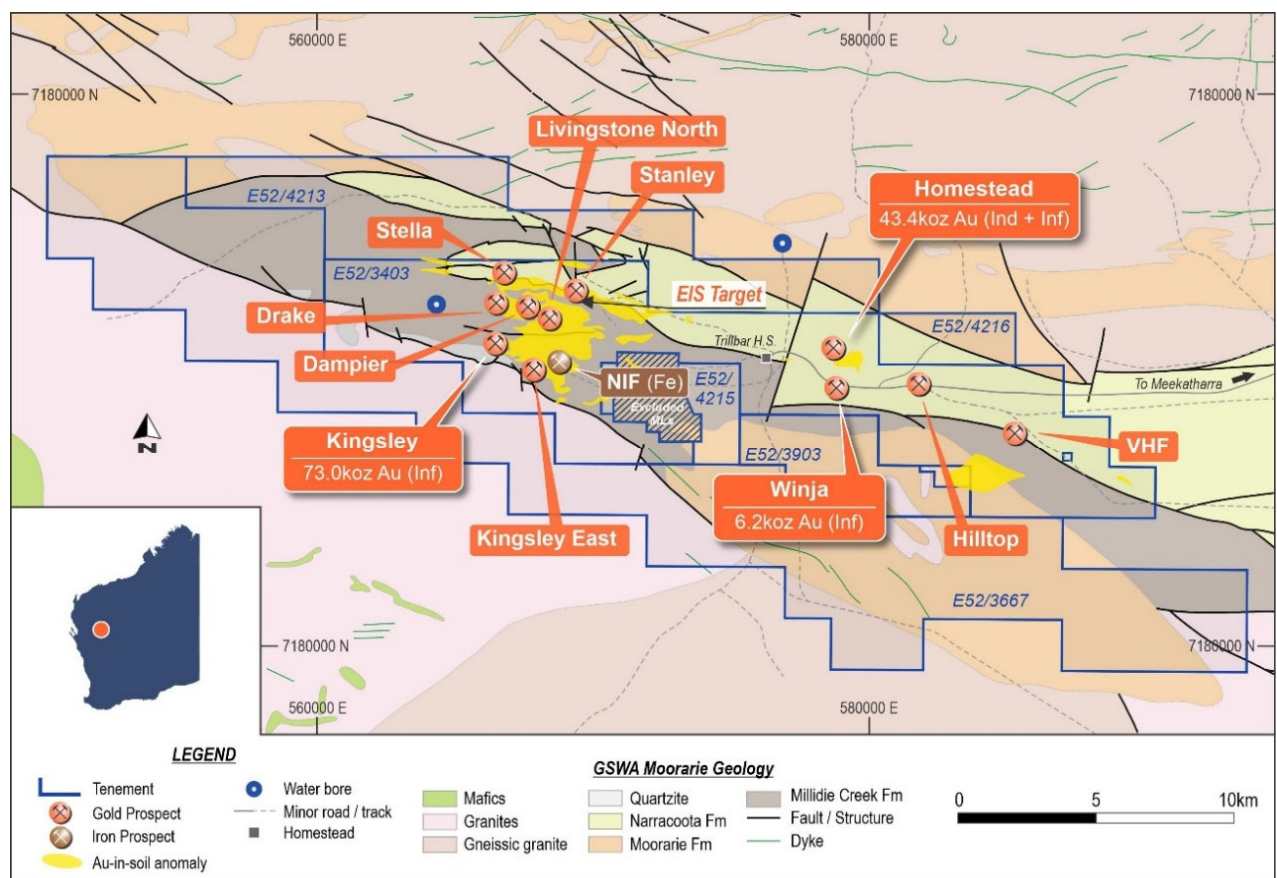 560000 E
580000 E
7180000 N
7180000 N
Livingstone North
Stanley
Homestead
43.4koz Au (Ind + Inf)
E52/4213
Stella
E52/3403
EIS Target
Drake
E52/4216
Trillbar H.S.
Dampier
NIF (Fe)
E52/
4215
To Meekatharra
Excluded
MLs
Kingsley
73.0koz Au (Inf)
VHF
E52/3903
N
Winja
6.2koz Au (Inf)
Kingsley East
Hilltop
E52/3667
7180000 N
7180000 N
560000 E
580000 E
LEGEND
Tenement
Gold Prospect
Iron Prospect
Au-in-soil anomaly
Water bore
Minor road / track
Homestead
GSWA Moorarie Geology
Mafics
Granites
Gneissic granite
Quartzite
Narracoota Fm
Moorarie Fm
Millidie Creek Fm
Fault / Structure
Dyke
0
5
10km